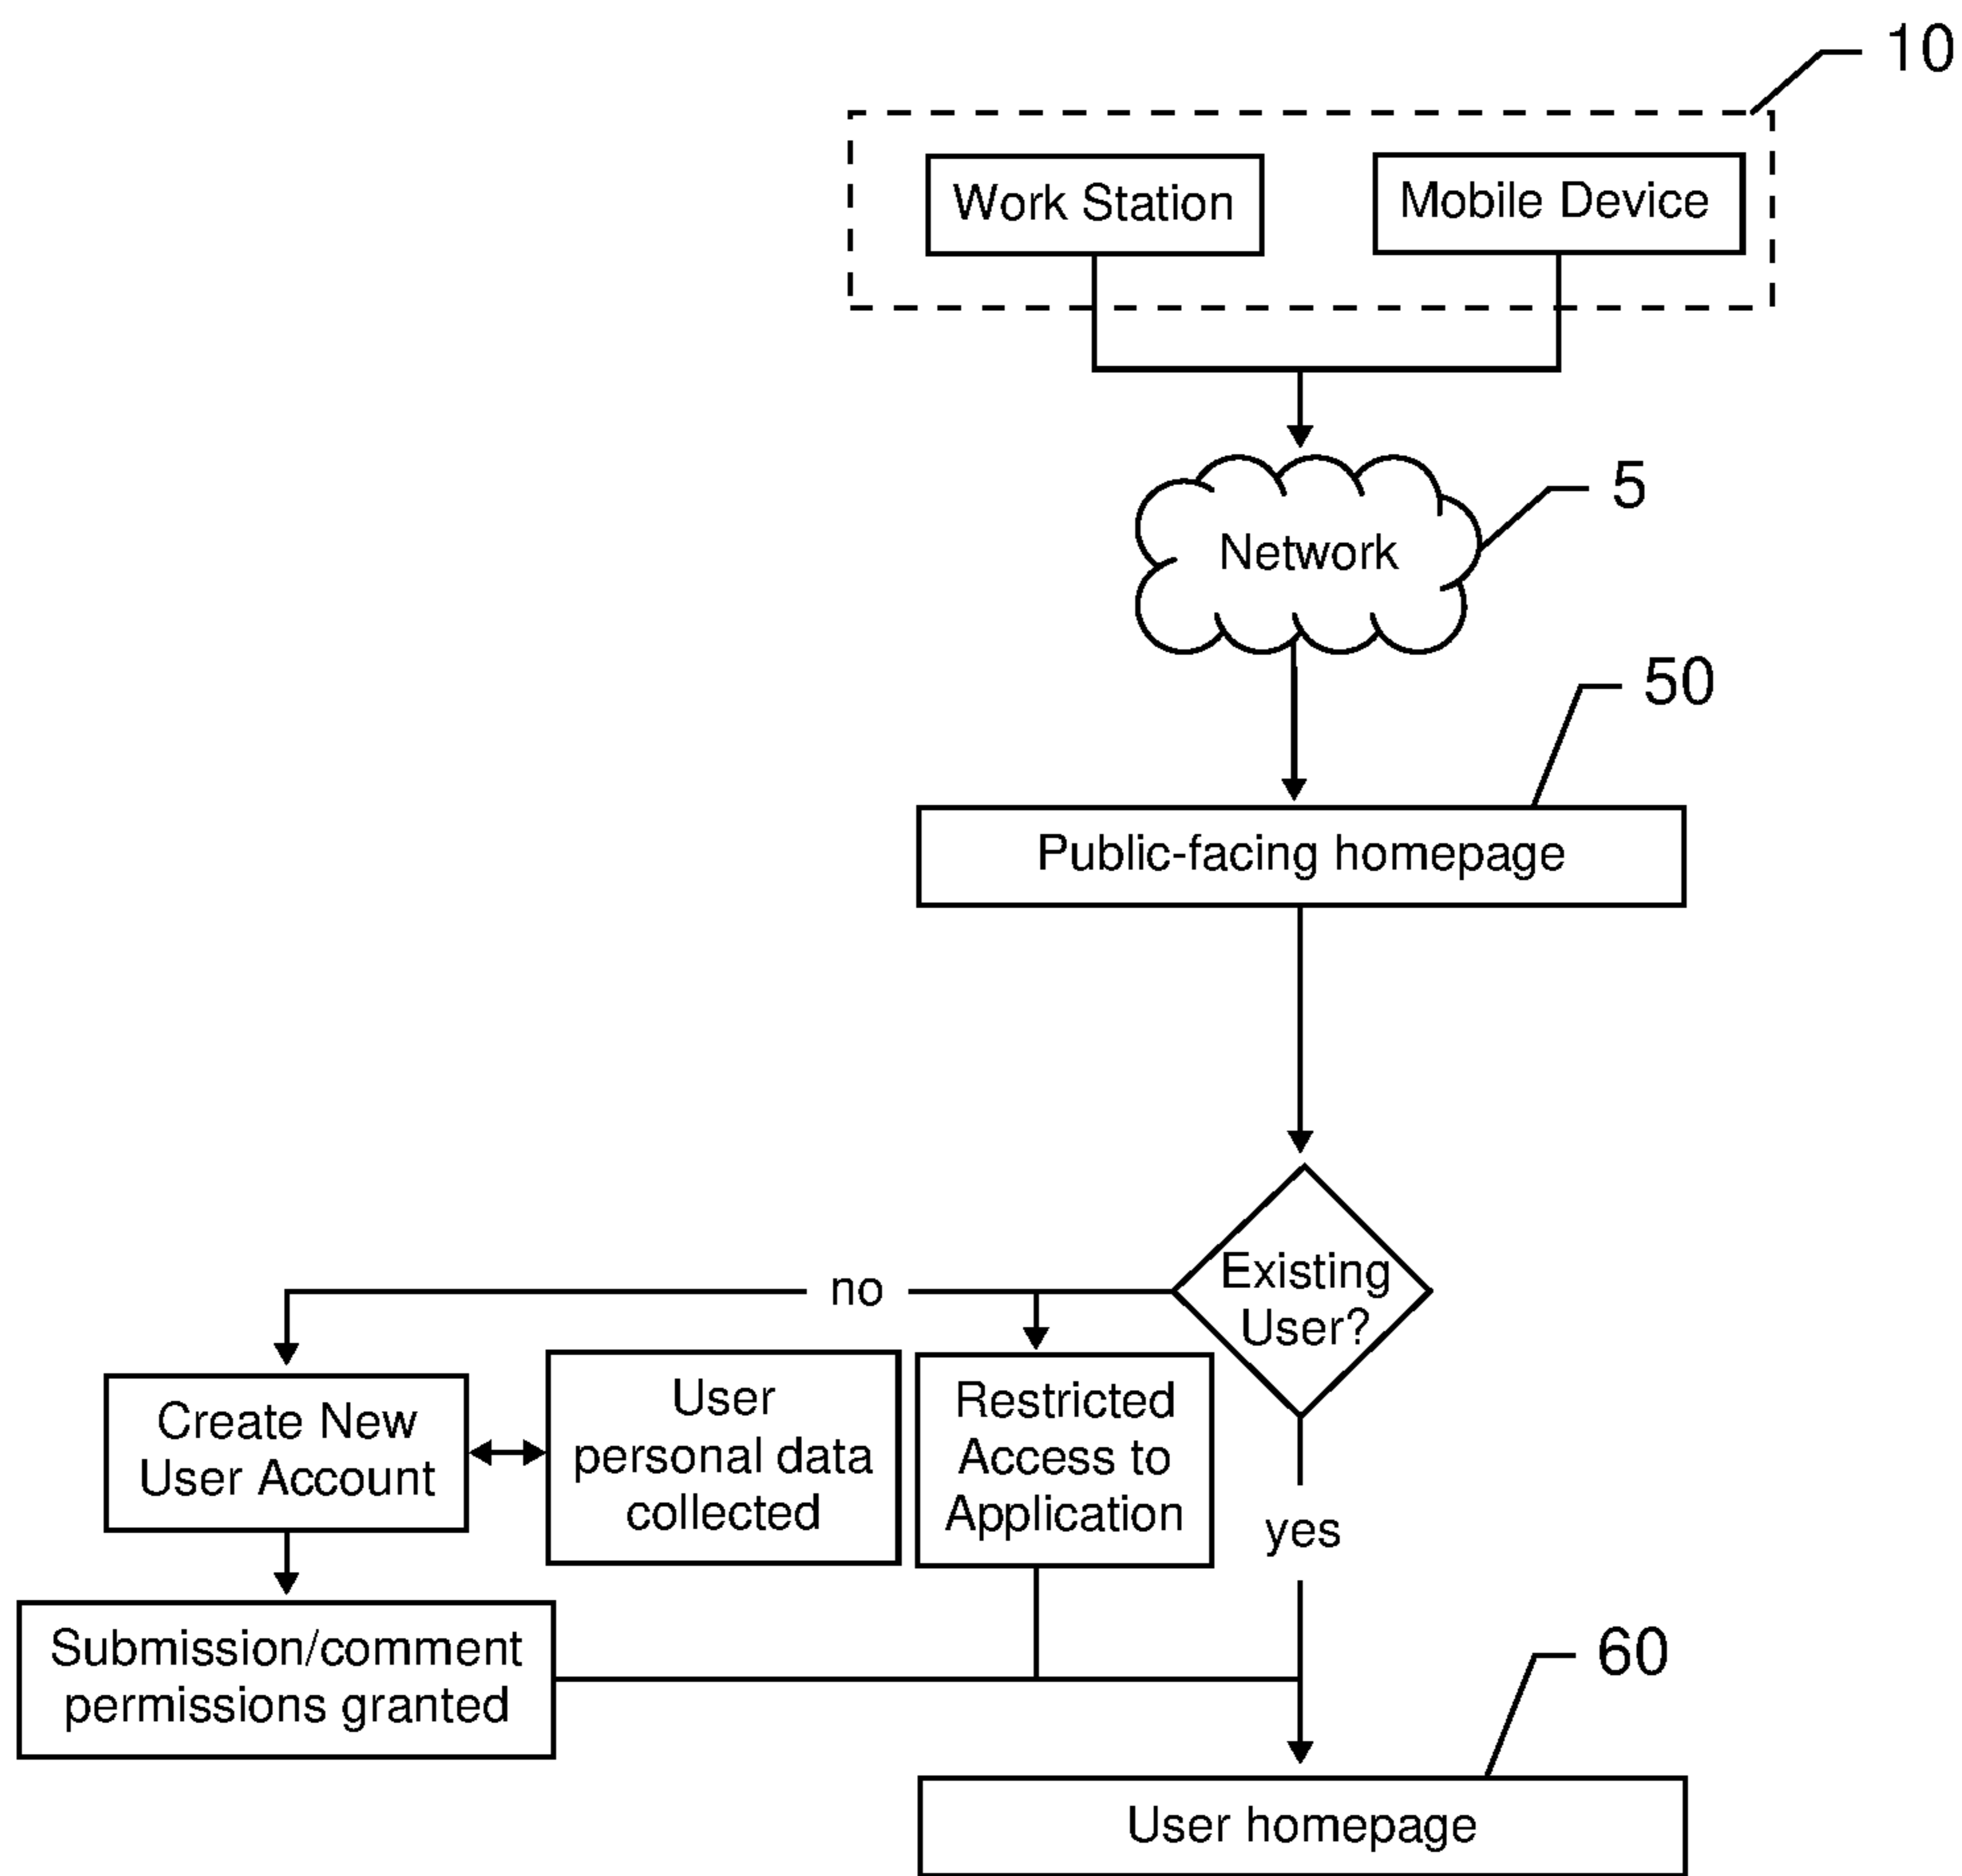 10
Work Station
Mobile Device
5
Network
50
Public-facing homepage
Existing
User?
no
Create New
User Account
User
personal data
collected
Restricted
Access to
Application
yes
Submission/comment
permissions granted
60
User homepage